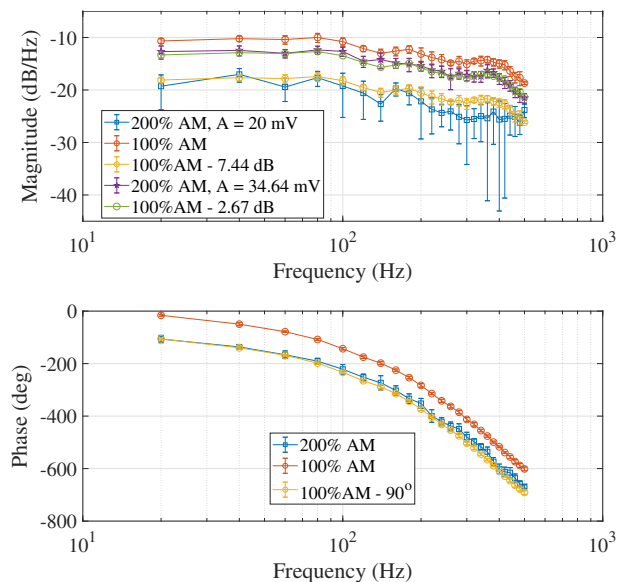 -10
-20
-30
-40
Magnitude (dB/Hz)
200% AM, A = 20 mV
100% AM
100%AM - 7.44 dB
200% AM, A = 34.64 mV
100%AM - 2.67 dB
10^1
10^2
10^3
Frequency (Hz)
0
-200
-400
-600
-800
Phase (deg)
200% AM
100% AM
100%AM - 90°
10^1
10^2
10^3
Frequency (Hz)